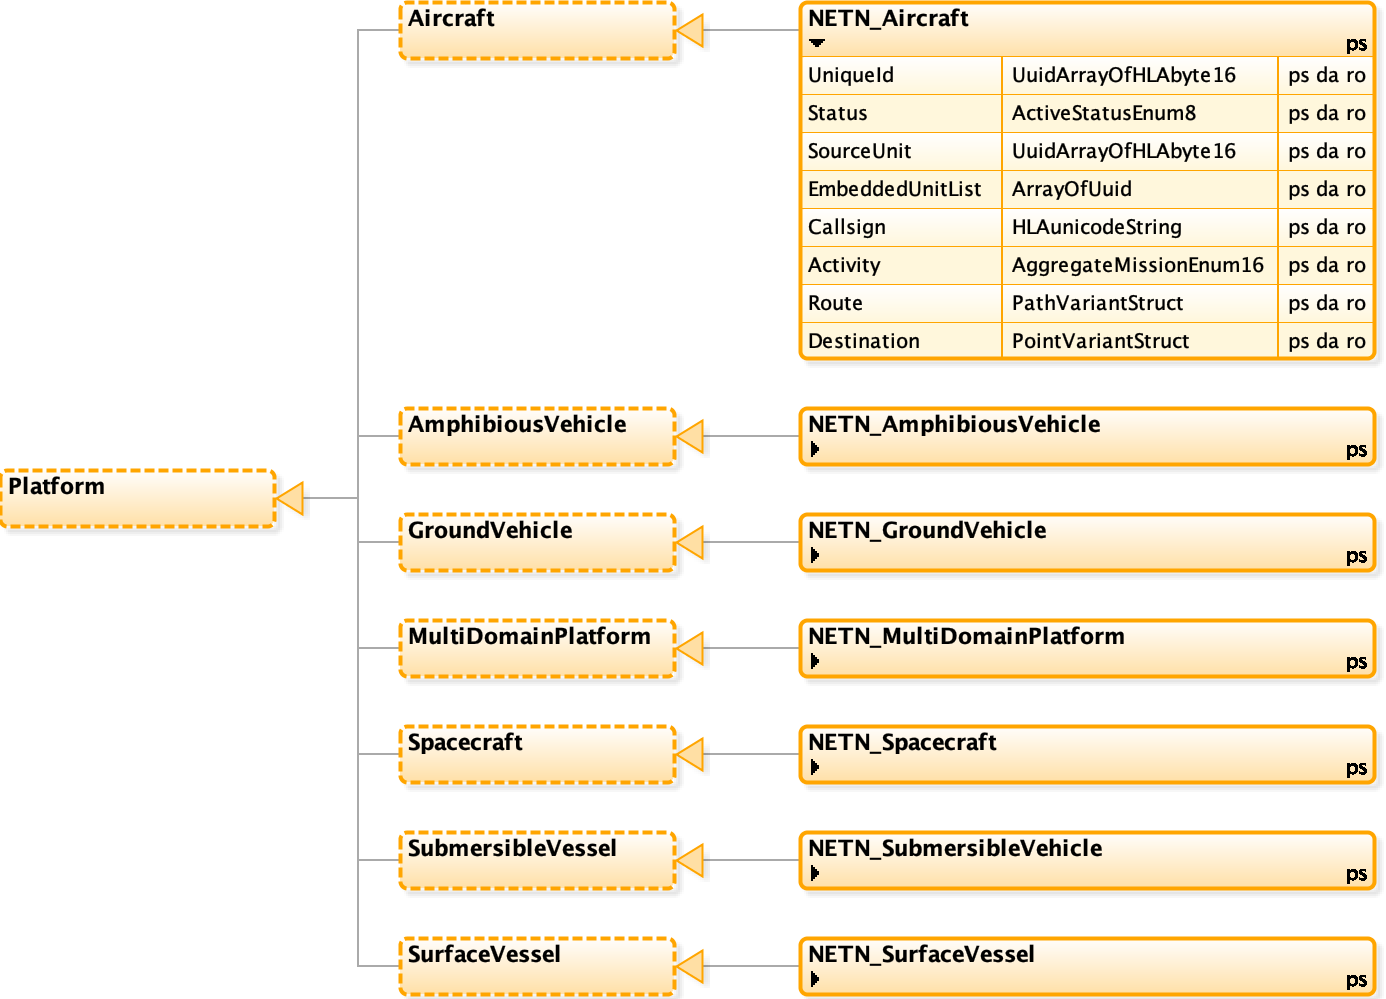 Aircraft
NETN_Aircraft
ps
UniqueId UuidArrayOfHLAbyte16 ps da ro
Status ActiveStatusEnum8 ps da ro
SourceUnit UuidArrayOfHLAbyte16 ps da ro
EmbeddedUnitList ArrayOfUuid ps da ro
Callsign HLAunicodeString ps da ro
Activity AggregateMissionEnum16 ps da ro
Route PathVariantStruct ps da ro
Destination PointVariantStruct ps da ro
AmphibiousVehicle
NETN_AmphibiousVehicle
ps
Platform
GroundVehicle
NETN_GroundVehicle
ps
MultiDomainPlatform
NETN_MultiDomainPlatform
ps
Spacecraft
NETN_Spacecraft
ps
SubmersibleVessel
NETN_SubmersibleVehicle
ps
SurfaceVessel
NETN_SurfaceVessel
ps